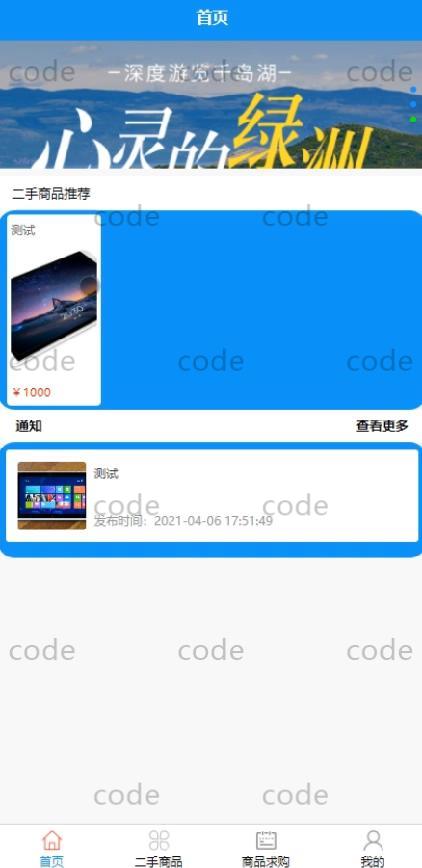 首页
code code code
一深度游览千岛湖一
心灵的绿洲
二手商品推荐
code code
测试
code code code
¥ 1000
通知 查看更多
测试
code code
发布时间：2021-04-06 17:51:49
code code code
code code
首页 二手商品 商品求购 我的